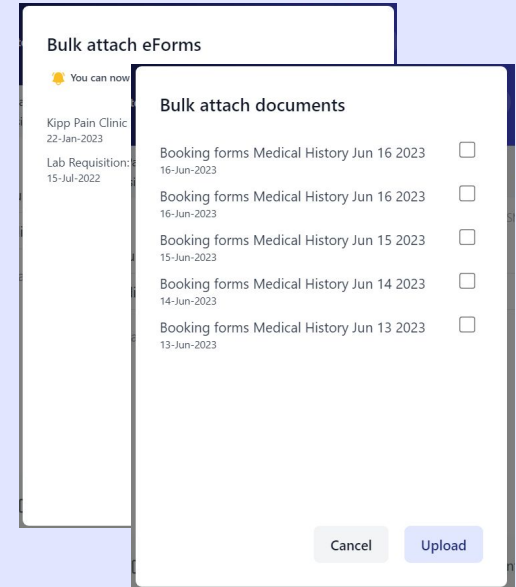 Bulk attach eForms
You can now
Kipp Pain Clinic
22-Jan-2023
Lab Requisition:
15-Jul-2022
Bulk attach documents
Booking forms Medical History Jun 16 2023
16-Jun-2023
Booking forms Medical History Jun 16 2023
16-Jun-2023
Booking forms Medical History Jun 15 2023
15-Jun-2023
Booking forms Medical History Jun 14 2023
14-Jun-2023
Booking forms Medical History Jun 13 2023
13-Jun-2023
Cancel Upload